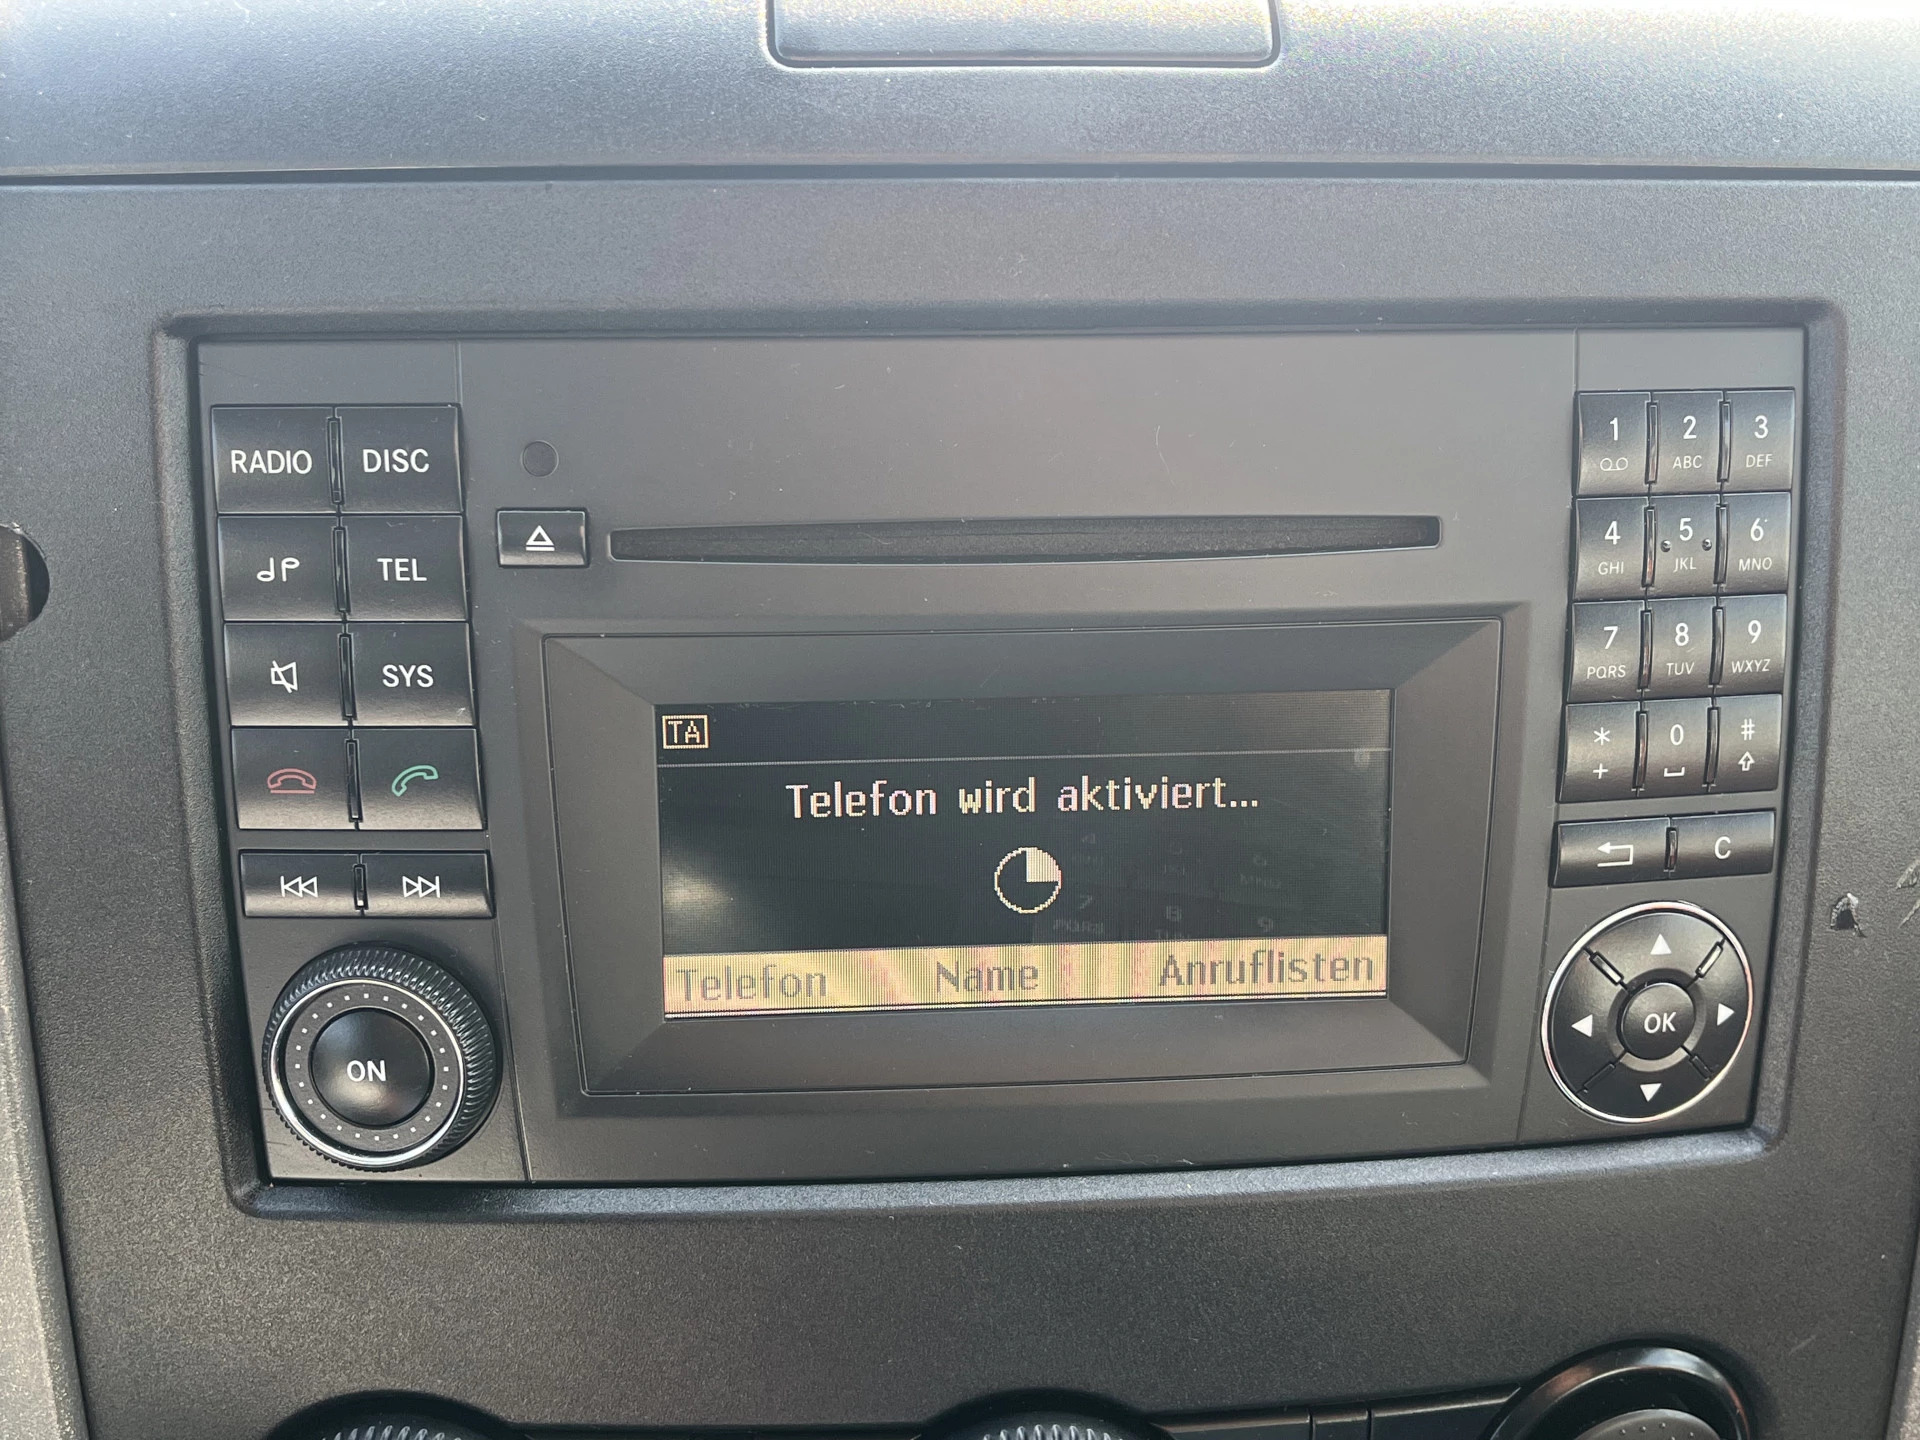 RADIO DISC
TEL
SYS
ON
TA
Telefon wird aktiviert...
Telefon Name Anruflisten
1 2 3
ABC DEF
4 5 6
GHI JKL MNO
7 8 9
PQRS TUV WXYZ
* 0 #
+
C
OK